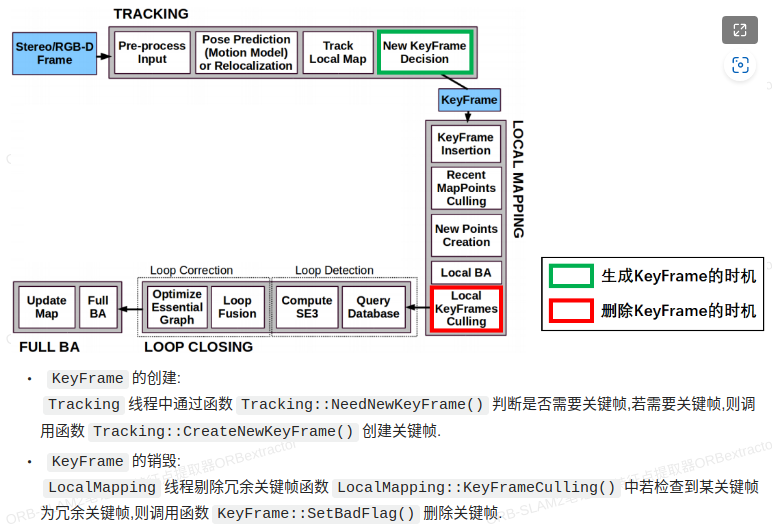 TRACKING
Stereo/RGB-D
Frame
Pre-process
Input
Pose Prediction
(Motion Model)
or Relocalization
Track
Local Map
New KeyFrame
Decision
KeyFrame
LOCAL MAPPING
KeyFrame
Insertion
Recent
MapPoints
Culling
New Points
Creation
Local BA
Local
KeyFrames
Culling
Loop Correction
Loop Detection
Optimize
Essential
Graph
Loop
Fusion
Compute
SE3
Query
Database
Update
Map
Full
BA
FULL BA
LOOP CLOSING
生成KeyFrame的时机
删除KeyFrame的时机
• KeyFrame 的创建:
Tracking 线程中通过函数 Tracking::NeedNewKeyFrame() 判断是否需要关键帧,若需要关键帧,则调
用函数 Tracking::CreateNewKeyFrame() 创建关键帧.
• KeyFrame 的销毁:
LocalMapping 线程剔除冗余关键帧函数 LocalMapping::KeyFrameCulling() 中若检查到某关键帧
为冗余关键帧,则调用函数 KeyFrame::SetBadFlag() 删除关键帧.